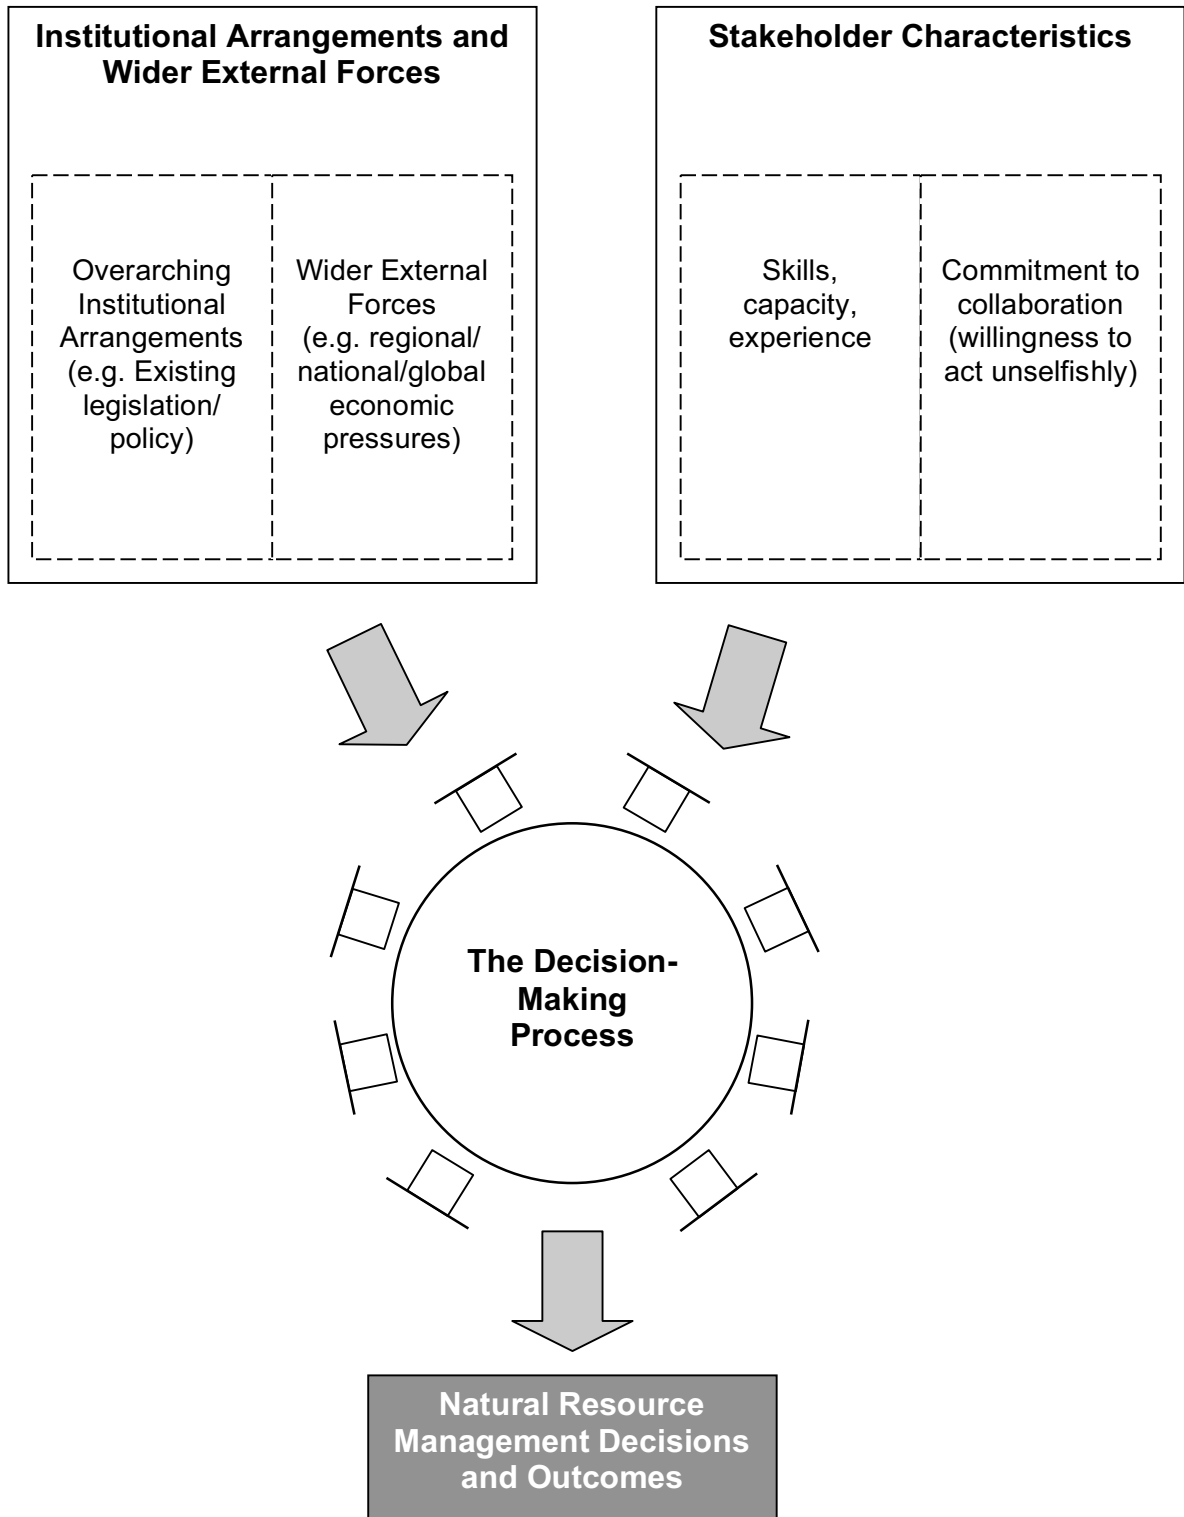 Institutional Arrangements and
Wider External Forces
Overarching
Institutional
Arrangements
(e.g. Existing
legislation/
policy)
Wider External
Forces
(e.g. regional/
national/global
economic
pressures)
Stakeholder Characteristics
Skills,
capacity,
experience
Commitment to
collaboration
(willingness to
act unselfishly)
The Decision-
Making
Process
Natural Resource
Management Decisions
and Outcomes